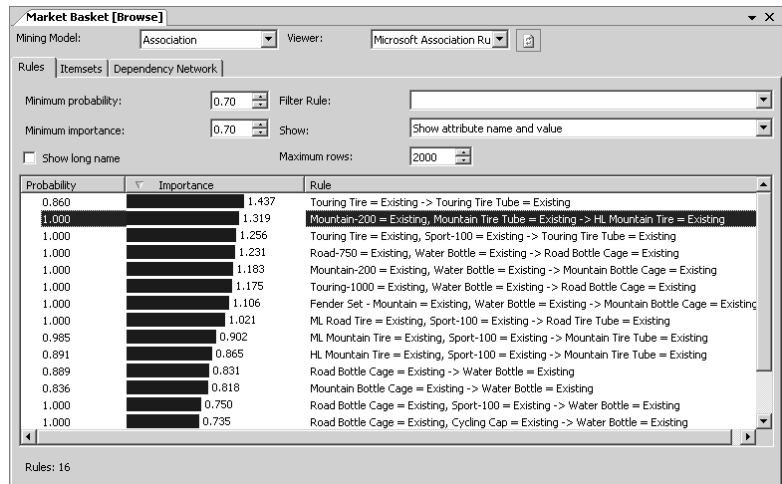 Market Basket [Browse]
Mining Model: Association Viewer: Microsoft Association Ru
Rules Itemsets Dependency Network
Minimum probability: 0.70 Filter Rule:
Minimum importance: 0.70 Show: Show attribute name and value
Show long name Maximum rows: 2000
Probability Importance Rule
0.860 1.437 Touring Tire = Existing -> Touring Tire Tube = Existing
1.000 1.319 Mountain-200 = Existing, Mountain Tire Tube = Existing -> HL Mountain Tire = Existing
1.000 1.256 Touring Tire = Existing, Sport-100 = Existing -> Touring Tire Tube = Existing
1.000 1.231 Road-750 = Existing, Water Bottle = Existing -> Road Bottle Cage = Existing
1.000 1.183 Mountain-200 = Existing, Water Bottle = Existing -> Mountain Bottle Cage = Existing
1.000 1.175 Touring-1000 = Existing, Water Bottle = Existing -> Road Bottle Cage = Existing
1.000 1.106 Fender Set - Mountain = Existing, Water Bottle = Existing -> Mountain Bottle Cage = Existing
1.000 1.021 ML Road Tire = Existing, Sport-100 = Existing -> Road Tire Tube = Existing
0.985 0.902 ML Mountain Tire = Existing, Sport-100 = Existing -> Mountain Tire Tube = Existing
0.891 0.865 HL Mountain Tire = Existing, Sport-100 = Existing -> Mountain Tire Tube = Existing
0.889 0.831 Road Bottle Cage = Existing -> Water Bottle = Existing
0.836 0.818 Mountain Bottle Cage = Existing -> Water Bottle = Existing
1.000 0.750 Road Bottle Cage = Existing, Sport-100 = Existing -> Water Bottle = Existing
1.000 0.735 Road Bottle Cage = Existing, Cycling Cap = Existing -> Water Bottle = Existing
Rules: 16